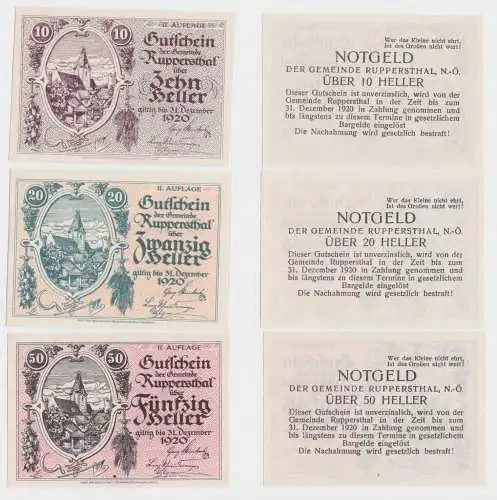 10
10
II. AUFLAGE
Gutschein
der Gemeinde
Ruppersthal
über
Zehn
Heller
gültig bis 31. Dezember
1920
Wer das Kleine nicht ehrt,
Ist des Großen nicht wert!
NOTGELD
DER GEMEINDE RUPPERSTHAL, N.-Ö.
ÜBER 10 HELLER
Dieser Gutschein ist unverzinslich, wird von der
Gemeinde Ruppersthal in der Zeit bis zum
31. Dezember 1920 in Zahlung genommen und
bis längstens zu diesem Termine in gesetzlichem
Bargelde eingelöst
Die Nachahmung wird gesetzlich bestraft!
20
20
II. AUFLAGE
Gutschein
der Gemeinde
Ruppersthal
über
Zwanzig
Heller
gültig bis 31. Dezember
1920
Wer das Kleine nicht ehrt,
Ist des Großen nicht wert!
NOTGELD
DER GEMEINDE RUPPERSTHAL, N.-Ö.
ÜBER 20 HELLER
Dieser Gutschein ist unverzinslich, wird von der
Gemeinde Ruppersthal in der Zeit bis zum
31. Dezember 1920 in Zahlung genommen und
bis längstens zu diesem Termine in gesetzlichem
Bargelde eingelöst
Die Nachahmung wird gesetzlich bestraft!
50
50
II. AUFLAGE
Gutschein
der Gemeinde
Ruppersthal
über
Fünfzig
Heller
gültig bis 31. Dezember
1920
Wer das Kleine nicht ehrt,
Ist des Großen nicht wert!
NOTGELD
DER GEMEINDE RUPPERSTHAL, N.-Ö.
ÜBER 50 HELLER
Dieser Gutschein ist unverzinslich, wird von der
Gemeinde Ruppersthal in der Zeit bis zum
31. Dezember 1920 in Zahlung genommen und
bis längstens zu diesem Termine in gesetzlichem
Bargelde eingelöst
Die Nachahmung wird gesetzlich bestraft!